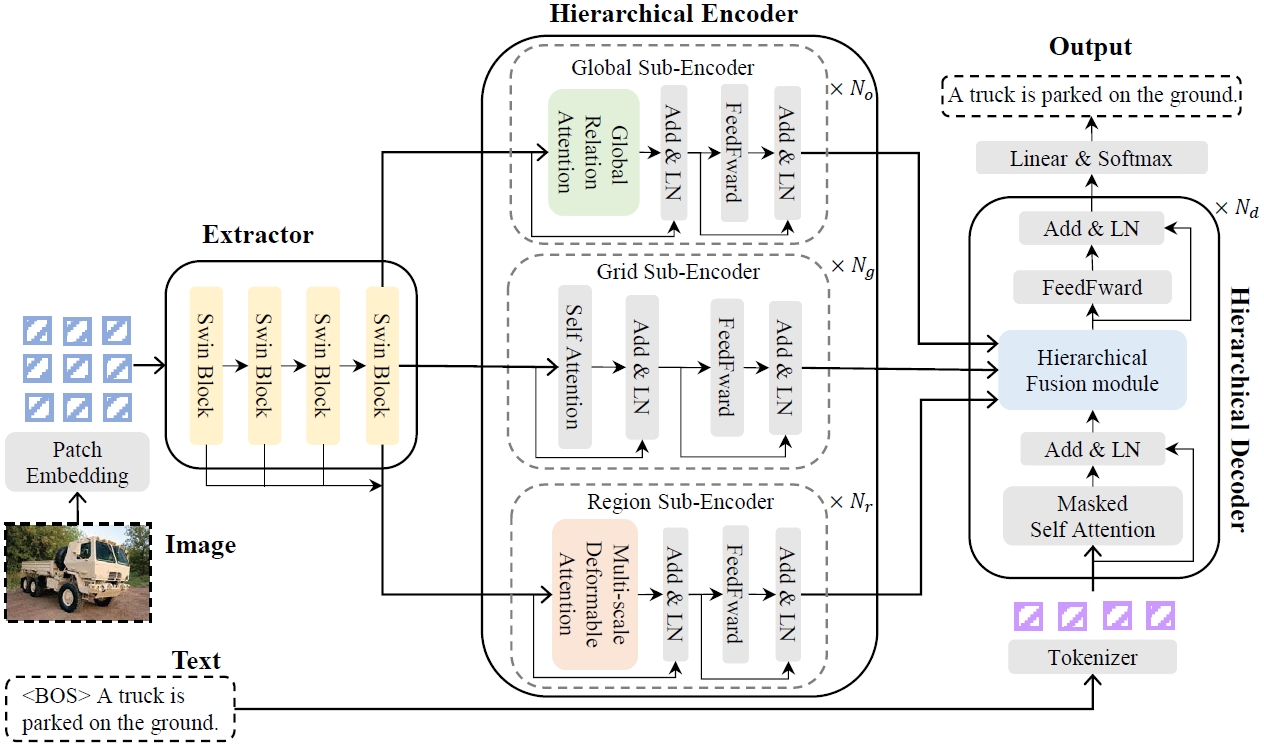 Hierarchical Encoder
Output
Global Sub-Encoder
× N_o
Global
Relation
Attention
Add & LN
FeedFward
Add & LN
A truck is parked on the ground.
Linear & Softmax
× N_d
Add & LN
FeedFward
Hierarchical
Fusion module
Add & LN
Masked
Self Attention
Hierarchical Decoder
Extractor
Swin Block
Swin Block
Swin Block
Swin Block
Grid Sub-Encoder
× N_g
Self Attention
Add & LN
FeedFward
Add & LN
Patch
Embedding
Image
Region Sub-Encoder
× N_r
Multi-scale
Deformable
Attention
Add & LN
FeedFward
Add & LN
Tokenizer
Text
<BOS> A truck is
parked on the ground.